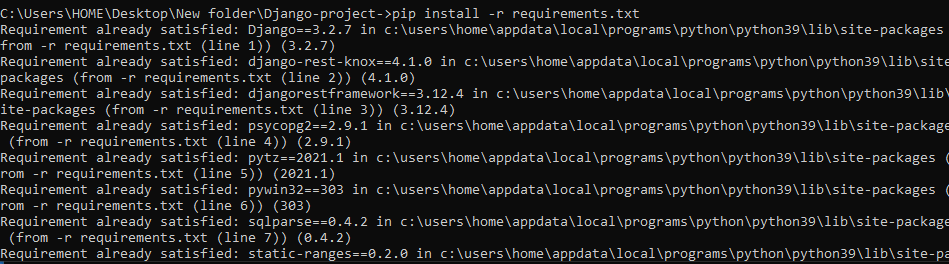 C:\Users\HOME\Desktop\New folder\Django-project->pip install -r requirements.txt
Requirement already satisfied: Django==3.2.7 in c:\users\home\appdata\local\programs\python\python39\lib\site-packages
from -r requirements.txt (line 1)) (3.2.7)
Requirement already satisfied: django-rest-knox==4.1.0 in c:\users\home\appdata\local\programs\python\python39\lib\site
packages (from -r requirements.txt (line 2)) (4.1.0)
Requirement already satisfied: djangorestframework==3.12.4 in c:\users\home\appdata\local\programs\python\python39\lib\
ite-packages (from -r requirements.txt (line 3)) (3.12.4)
Requirement already satisfied: psycopg2==2.9.1 in c:\users\home\appdata\local\programs\python\python39\lib\site-package
(from -r requirements.txt (line 4)) (2.9.1)
Requirement already satisfied: pytz==2021.1 in c:\users\home\appdata\local\programs\python\python39\lib\site-packages (
rom -r requirements.txt (line 5)) (2021.1)
Requirement already satisfied: pywin32==303 in c:\users\home\appdata\local\programs\python\python39\lib\site-packages (
rom -r requirements.txt (line 6)) (303)
Requirement already satisfied: sqlparse==0.4.2 in c:\users\home\appdata\local\programs\python\python39\lib\site-package
(from -r requirements.txt (line 7)) (0.4.2)
Requirement already satisfied: static-ranges==0.2.0 in c:\users\home\appdata\local\programs\python\python39\lib\site-p